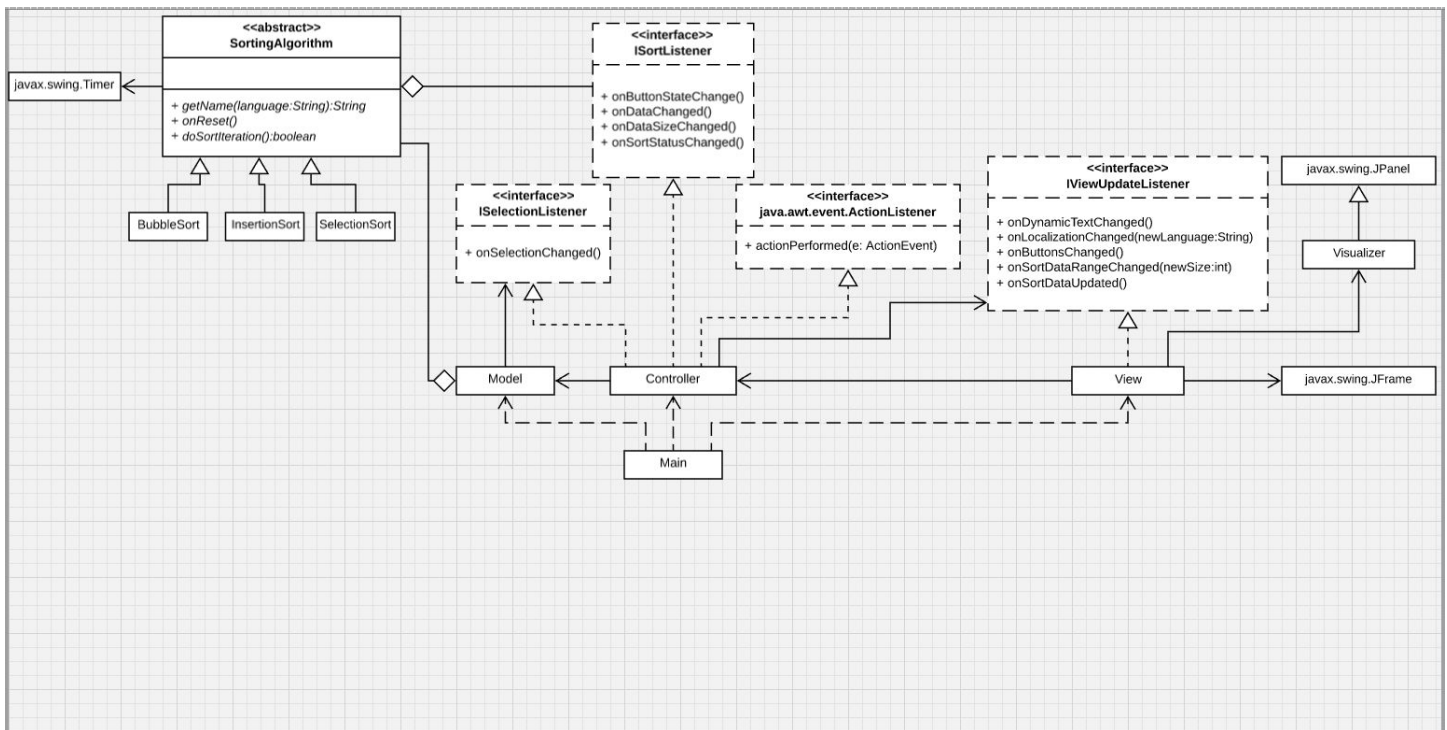 <<abstract>>
SortingAlgorithm
+ getName(language:String):String
+ onReset()
+ doSortIteration():boolean
javax.swing.Timer
BubbleSort
InsertionSort
SelectionSort
<<interface>>
ISortListener
+ onButtonStateChange()
+ onDataChanged()
+ onDataSizeChanged()
+ onSortStatusChanged()
<<interface>>
ISelectionListener
+ onSelectionChanged()
<<interface>>
java.awt.event.ActionListener
+ actionPerformed(e: ActionEvent)
<<interface>>
IViewUpdateListener
+ onDynamicTextChanged()
+ onLocalizationChanged(newLanguage:String)
+ onButtonsChanged()
+ onSortDataRangeChanged(newSize:int)
+ onSortDataUpdated()
javax.swing.JPanel
Visualizer
Model
Controller
View
javax.swing.JFrame
Main